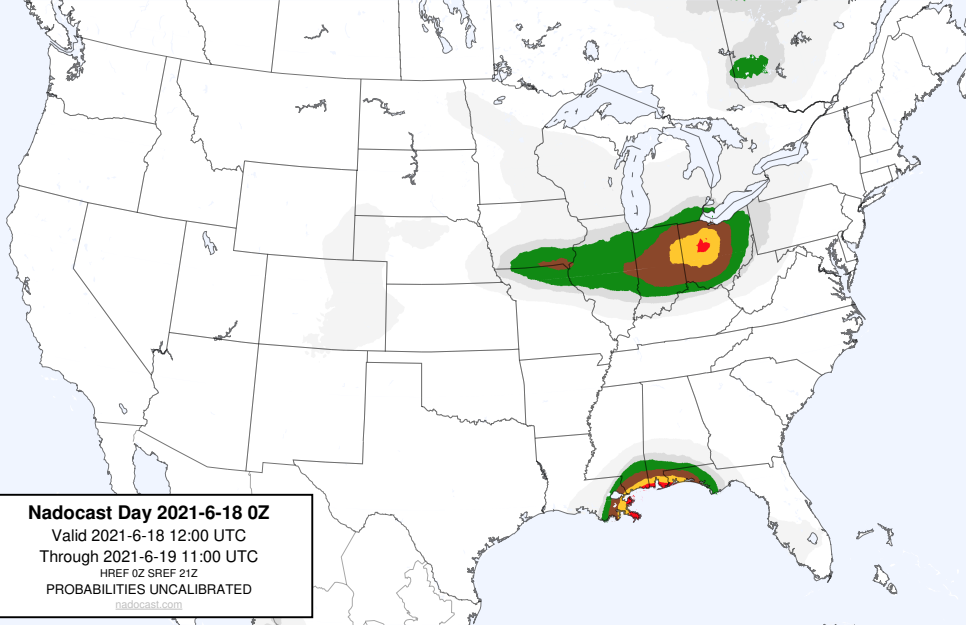 Nadocast Day 2021-6-18 0Z
Valid 2021-6-18 12:00 UTC
Through 2021-6-19 11:00 UTC
HREF 0Z SREF 21Z
PROBABILITIES UNCALIBRATED
nadocast.com